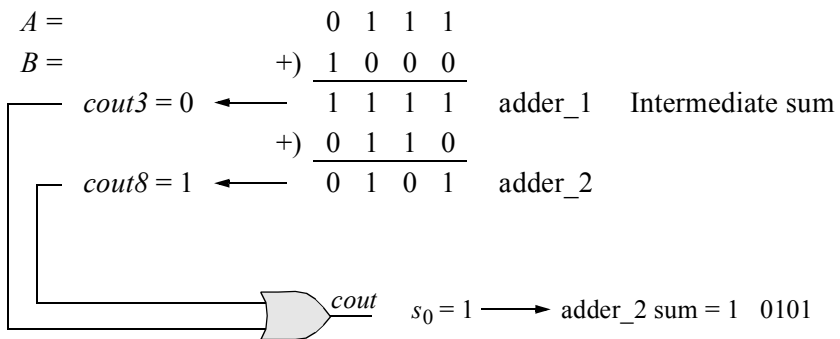 A = 0 1 1 1
B = +) 1 0 0 0
cout3 = 0 1 1 1 1 adder_1 Intermediate sum
+) 0 1 1 0
cout8 = 1 0 1 0 1 adder_2
cout s0 = 1 adder_2 sum = 1 0101